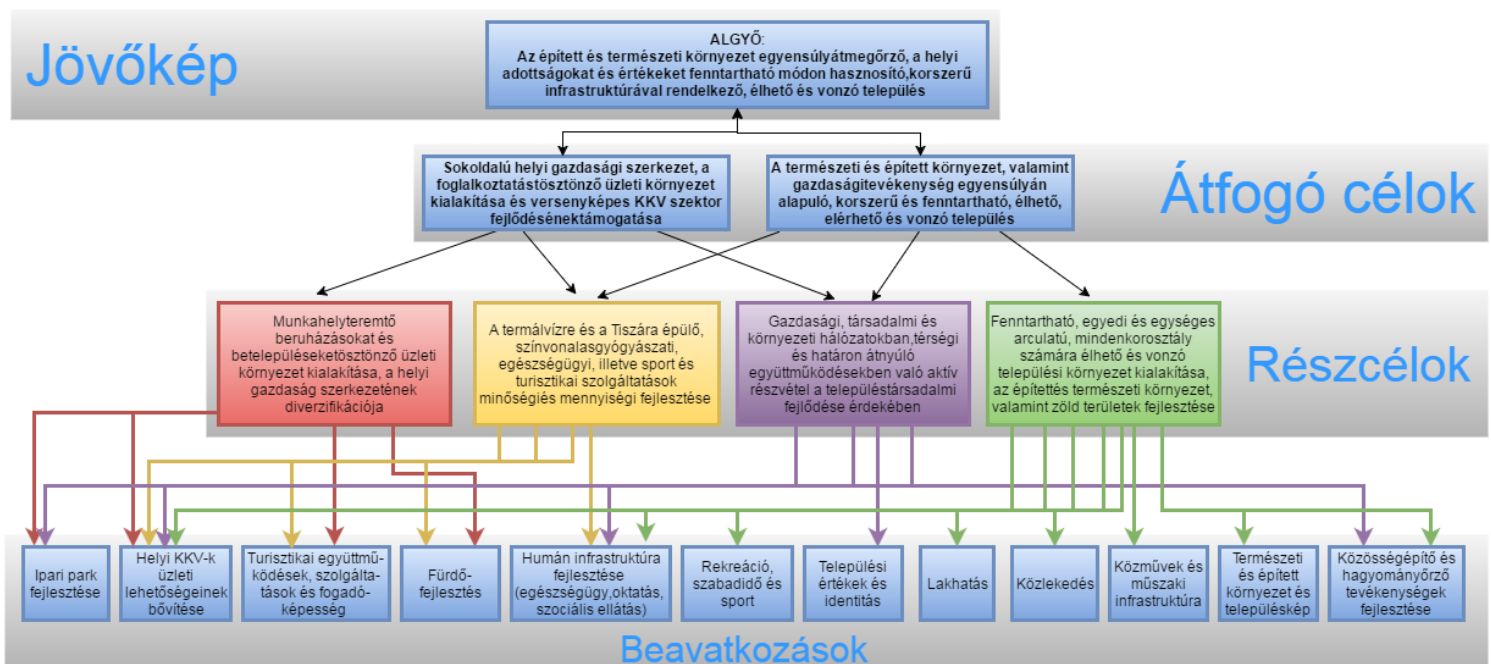 Jövőkép
ALGYŐ:
Az épített és természeti környezet egyensúlyátmegőrző, a helyi
adottságokat és értékeket fenntartható módon hasznosító,korszerű
infrastruktúrával rendelkező, élhető és vonzó település
Sokoldalú helyi gazdasági szerkezet, a
foglalkoztatástösztönző üzleti környezet
kialakítása és versenyképes KKV szektor
fejlődésénektámogatása
A természeti és épített környezet, valamint
gazdaságitevékenység egyensúlyán
alapuló, korszerű és fenntartható, élhető,
elérhető és vonzó település
Átfogó célok
Munkahelyteremtő
beruházásokat és
betelepüléseketösztönző üzleti
környezet kialakítása, a helyi
gazdaság szerkezetének
diverzifikációja
A termálvízre és a Tiszára épülő,
színvonalasgyógyászati,
egészségügyi, illetve sport és
turisztikai szolgáltatások
minőségiés mennyiségi fejlesztése
Gazdasági, társadalmi és
környezeti hálózatokban,térségi
és határon átnyúló
együttműködésekben való aktív
részvétel a településtársadalmi
fejlődése érdekében
Fenntartható, egyedi és egységes
arculatú, mindenkorosztály
számára élhető és vonzó
települési környezet kialakítása,
az építettés természeti környezet,
valamint zöld területek fejlesztése
Részcélok
Ipari park
fejlesztése
Helyi KKV-k
üzleti
lehetőségeinek
bővítése
Turisztikai együttmű-
ködések, szolgálta-
tások és fogadó-
képesség
Fürdő-
fejlesztés
Humán infrastruktúra
fejlesztése
(egészségügy,oktatás,
szociális ellátás)
Rekreáció,
szabadidő és
sport
Települési
értékek és
identitás
Lakhatás
Közlekedés
Közművek és
műszaki
infrastruktúra
Természeti
és épített
környezet és
településkép
Közösségépítő és
hagyományőrző
tevékenységek
fejlesztése
Beavatkozások